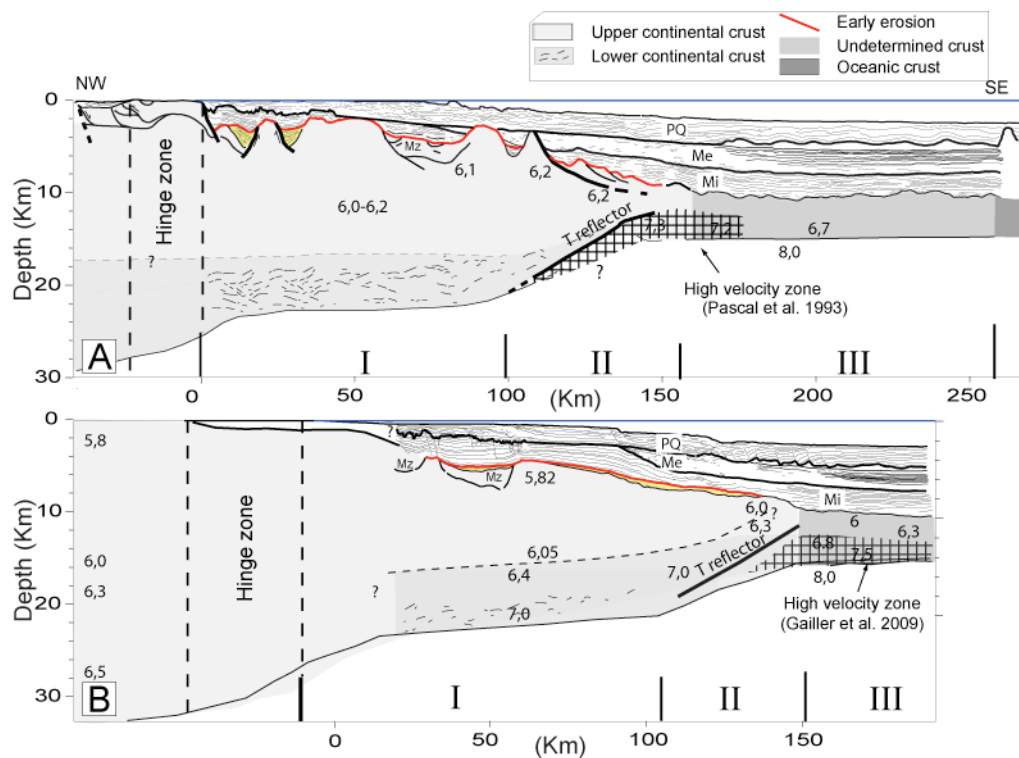 Upper continental crust
Lower continental crust
Early erosion
Undetermined crust
Oceanic crust
NW
SE
0
10
20
30
Depth (Km)
Hinge zone
?
Mz
6,1
6,2
6,2
6,0-6,2
PQ
Me
Mi
T reflector
7,3
7,2
6,7
8,0
?
High velocity zone
(Pascal et al. 1993)
A
I
II
III
0
50
100
150
200
250
(Km)
0
10
20
30
Depth (Km)
5,8
6,0
6,3
6,5
Hinge zone
?
?
Mz
Mz
5,82
PQ
Me
Mi
6,0
?
6,3
6
6,3
6,05
6,4
7,0
7,0
T reflector
6.8
7,5
8,0
High velocity zone
(Gailler et al. 2009)
B
I
II
III
0
50
100
150
(Km)